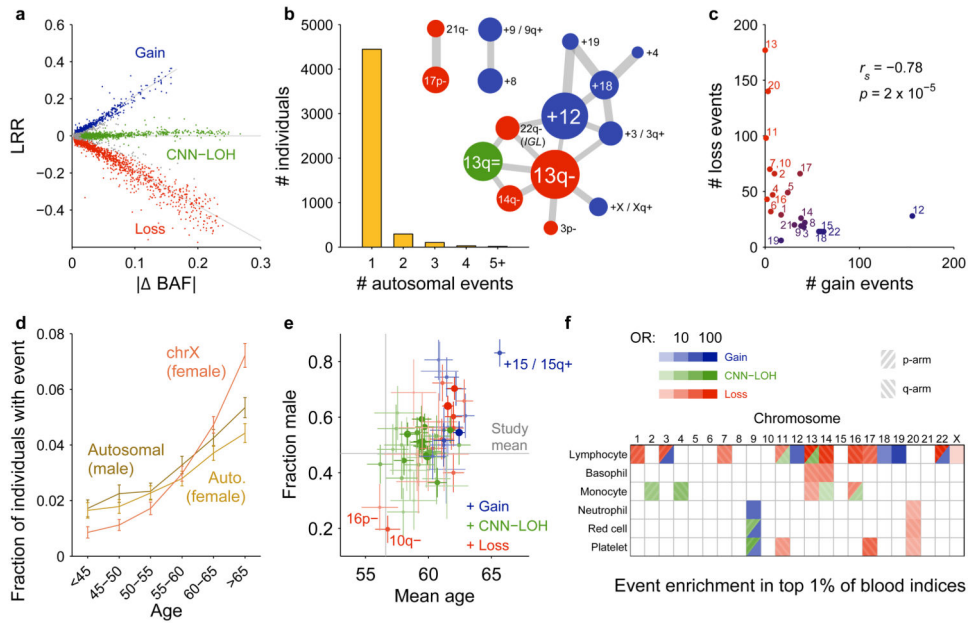 a
0.6
0.4
0.2
0.0
−0.2
−0.4
LRR
Gain
CNN−LOH
Loss
0
0.1
0.2
0.3
|Δ BAF|
b
5000
4000
3000
2000
1000
0
# individuals
1
2
3
4
5+
# autosomal events
21q-
17p-
+9 / 9q+
+8
+19
+4
+18
+12
+3 / 3q+
22q-
(IGL)
13q=
13q-
14q-
+X / Xq+
3p-
c
200
150
100
50
0
# loss events
13
20
11
7, 10
2
17
4
5
16
6
1
14
8
15
12
21
9
3
18
22
19
rs = −0.78
p = 2 x 10−5
0
100
200
# gain events
d
0.08
0.06
0.04
0.02
0
Fraction of individuals with event
chrX
(female)
Autosomal
(male)
Auto.
(female)
<45
45−50
50−55
55−60
60−65
>65
Age
e
0.8
0.6
0.4
0.2
Fraction male
+15 / 15q+
Study
mean
16p−
10q−
+ Gain
+ CNN−LOH
+ Loss
55
60
65
Mean age
f
OR: 10 100
Gain
CNN−LOH
Loss
p-arm
q-arm
Chromosome
1 2 3 4 5 6 7 8 9 10 11 12 13 14 15 16 17 18 19 20 21 22 X
Lymphocyte
Basophil
Monocyte
Neutrophil
Red cell
Platelet
Event enrichment in top 1% of blood indices